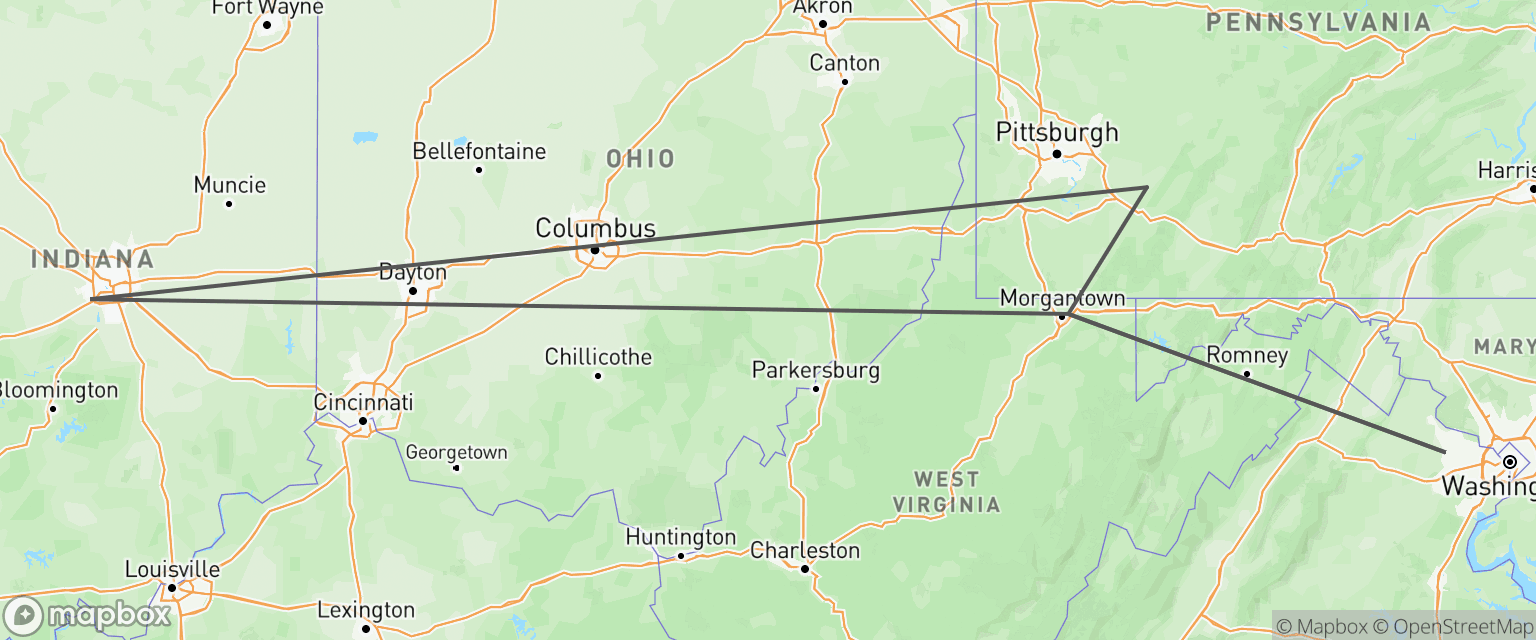 Fort Wayne
Akron
PENNSYLVANIA
Canton
Pittsburgh
Bellefontaine
OHIO
Harris
Muncie
Columbus
INDIANA
Dayton
Morgantown
MARY
Romney
Chillicothe
Parkersburg
Bloomington
Cincinnati
Georgetown
WEST
VIRGINIA
Washing
Huntington
Charleston
Louisville
Lexington
mapbox
© Mapbox © OpenStreetMap